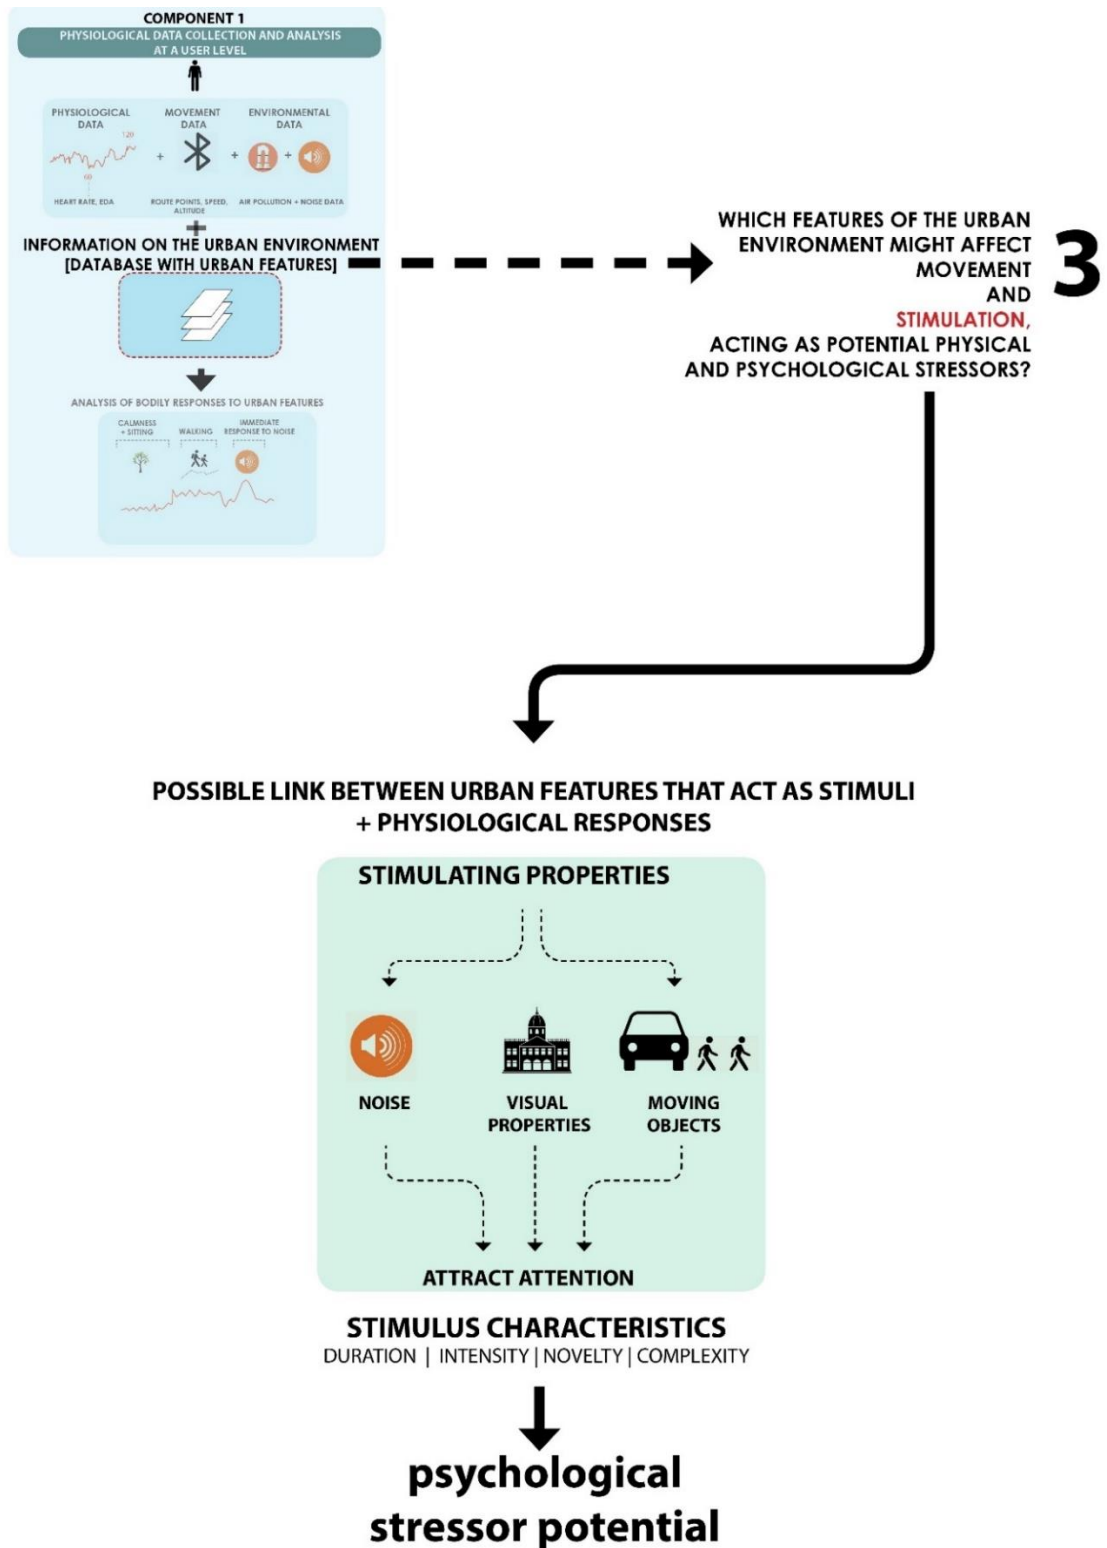 COMPONENT 1
PHYSIOLOGICAL DATA COLLECTION AND ANALYSIS
AT A USER LEVEL
PHYSIOLOGICAL
DATA
MOVEMENT
DATA
ENVIRONMENTAL
DATA
120
60
+
+
+
HEART RATE, EDA
ROUTE POINTS, SPEED,
ALTITUDE
AIR POLLUTION + NOISE DATA
+
INFORMATION ON THE URBAN ENVIRONMENT
[DATABASE WITH URBAN FEATURES]
ANALYSIS OF BODILY RESPONSES TO URBAN FEATURES
CALMNESS
+ SITTING
WALKING
IMMEDIATE
RESPONSE TO NOISE
WHICH FEATURES OF THE URBAN
ENVIRONMENT MIGHT AFFECT
MOVEMENT
AND
STIMULATION,
ACTING AS POTENTIAL PHYSICAL
AND PSYCHOLOGICAL STRESSORS?
3
POSSIBLE LINK BETWEEN URBAN FEATURES THAT ACT AS STIMULI
+ PHYSIOLOGICAL RESPONSES
STIMULATING PROPERTIES
NOISE
VISUAL
PROPERTIES
MOVING
OBJECTS
ATTRACT ATTENTION
STIMULUS CHARACTERISTICS
DURATION | INTENSITY | NOVELTY | COMPLEXITY
psychological
stressor potential